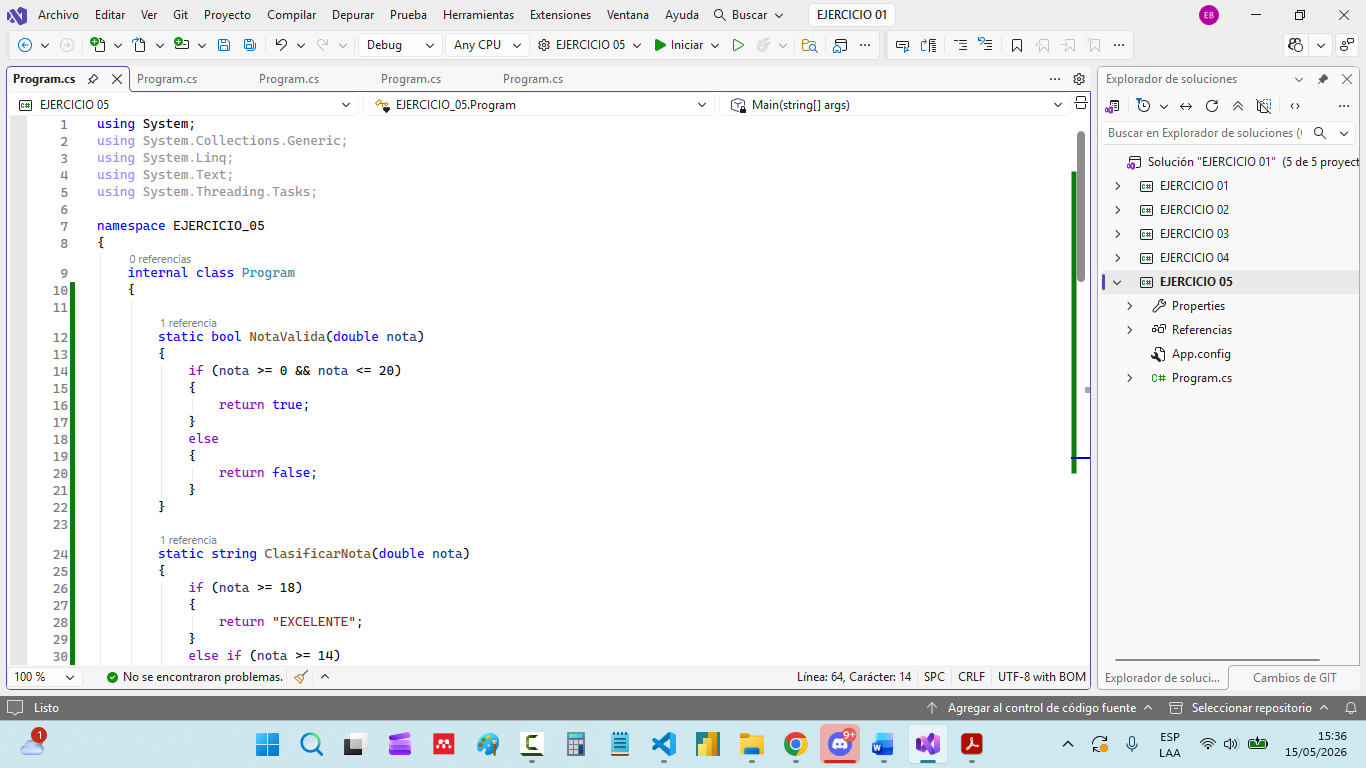 Archivo Editar Ver Git Proyecto Compilar Depurar Prueba Herramientas Extensiones Ventana Ayuda Buscar EJERCICIO 01 EB
Debug Any CPU EJERCICIO 05 Iniciar
Program.cs Program.cs Program.cs Program.cs Program.cs
EJERCICIO 05 EJERCICIO_05.Program Main(string[] args)
1 using System;
2 using System.Collections.Generic;
3 using System.Linq;
4 using System.Text;
5 using System.Threading.Tasks;
6
7 namespace EJERCICIO_05
8 {
0 referencias
9 internal class Program
10 {
11
1 referencia
12 static bool NotaValida(double nota)
13 {
14 if (nota >= 0 && nota <= 20)
15 {
16 return true;
17 }
18 else
19 {
20 return false;
21 }
22 }
23
1 referencia
24 static string ClasificarNota(double nota)
25 {
26 if (nota >= 18)
27 {
28 return "EXCELENTE";
29 }
30 else if (nota >= 14)
100 % No se encontraron problemas. Línea: 64, Carácter: 14 SPC CRLF UTF-8 with BOM
Explorador de soluciones
Buscar en Explorador de soluciones (
Solución "EJERCICIO 01" (5 de 5 proyect
C# EJERCICIO 01
C# EJERCICIO 02
C# EJERCICIO 03
C# EJERCICIO 04
C# EJERCICIO 05
Properties
Referencias
App.config
C# Program.cs
Explorador de soluci... Cambios de GIT
Listo Agregar al control de código fuente Seleccionar repositorio
1 9+ ESP LAA 15:36 15/05/2026